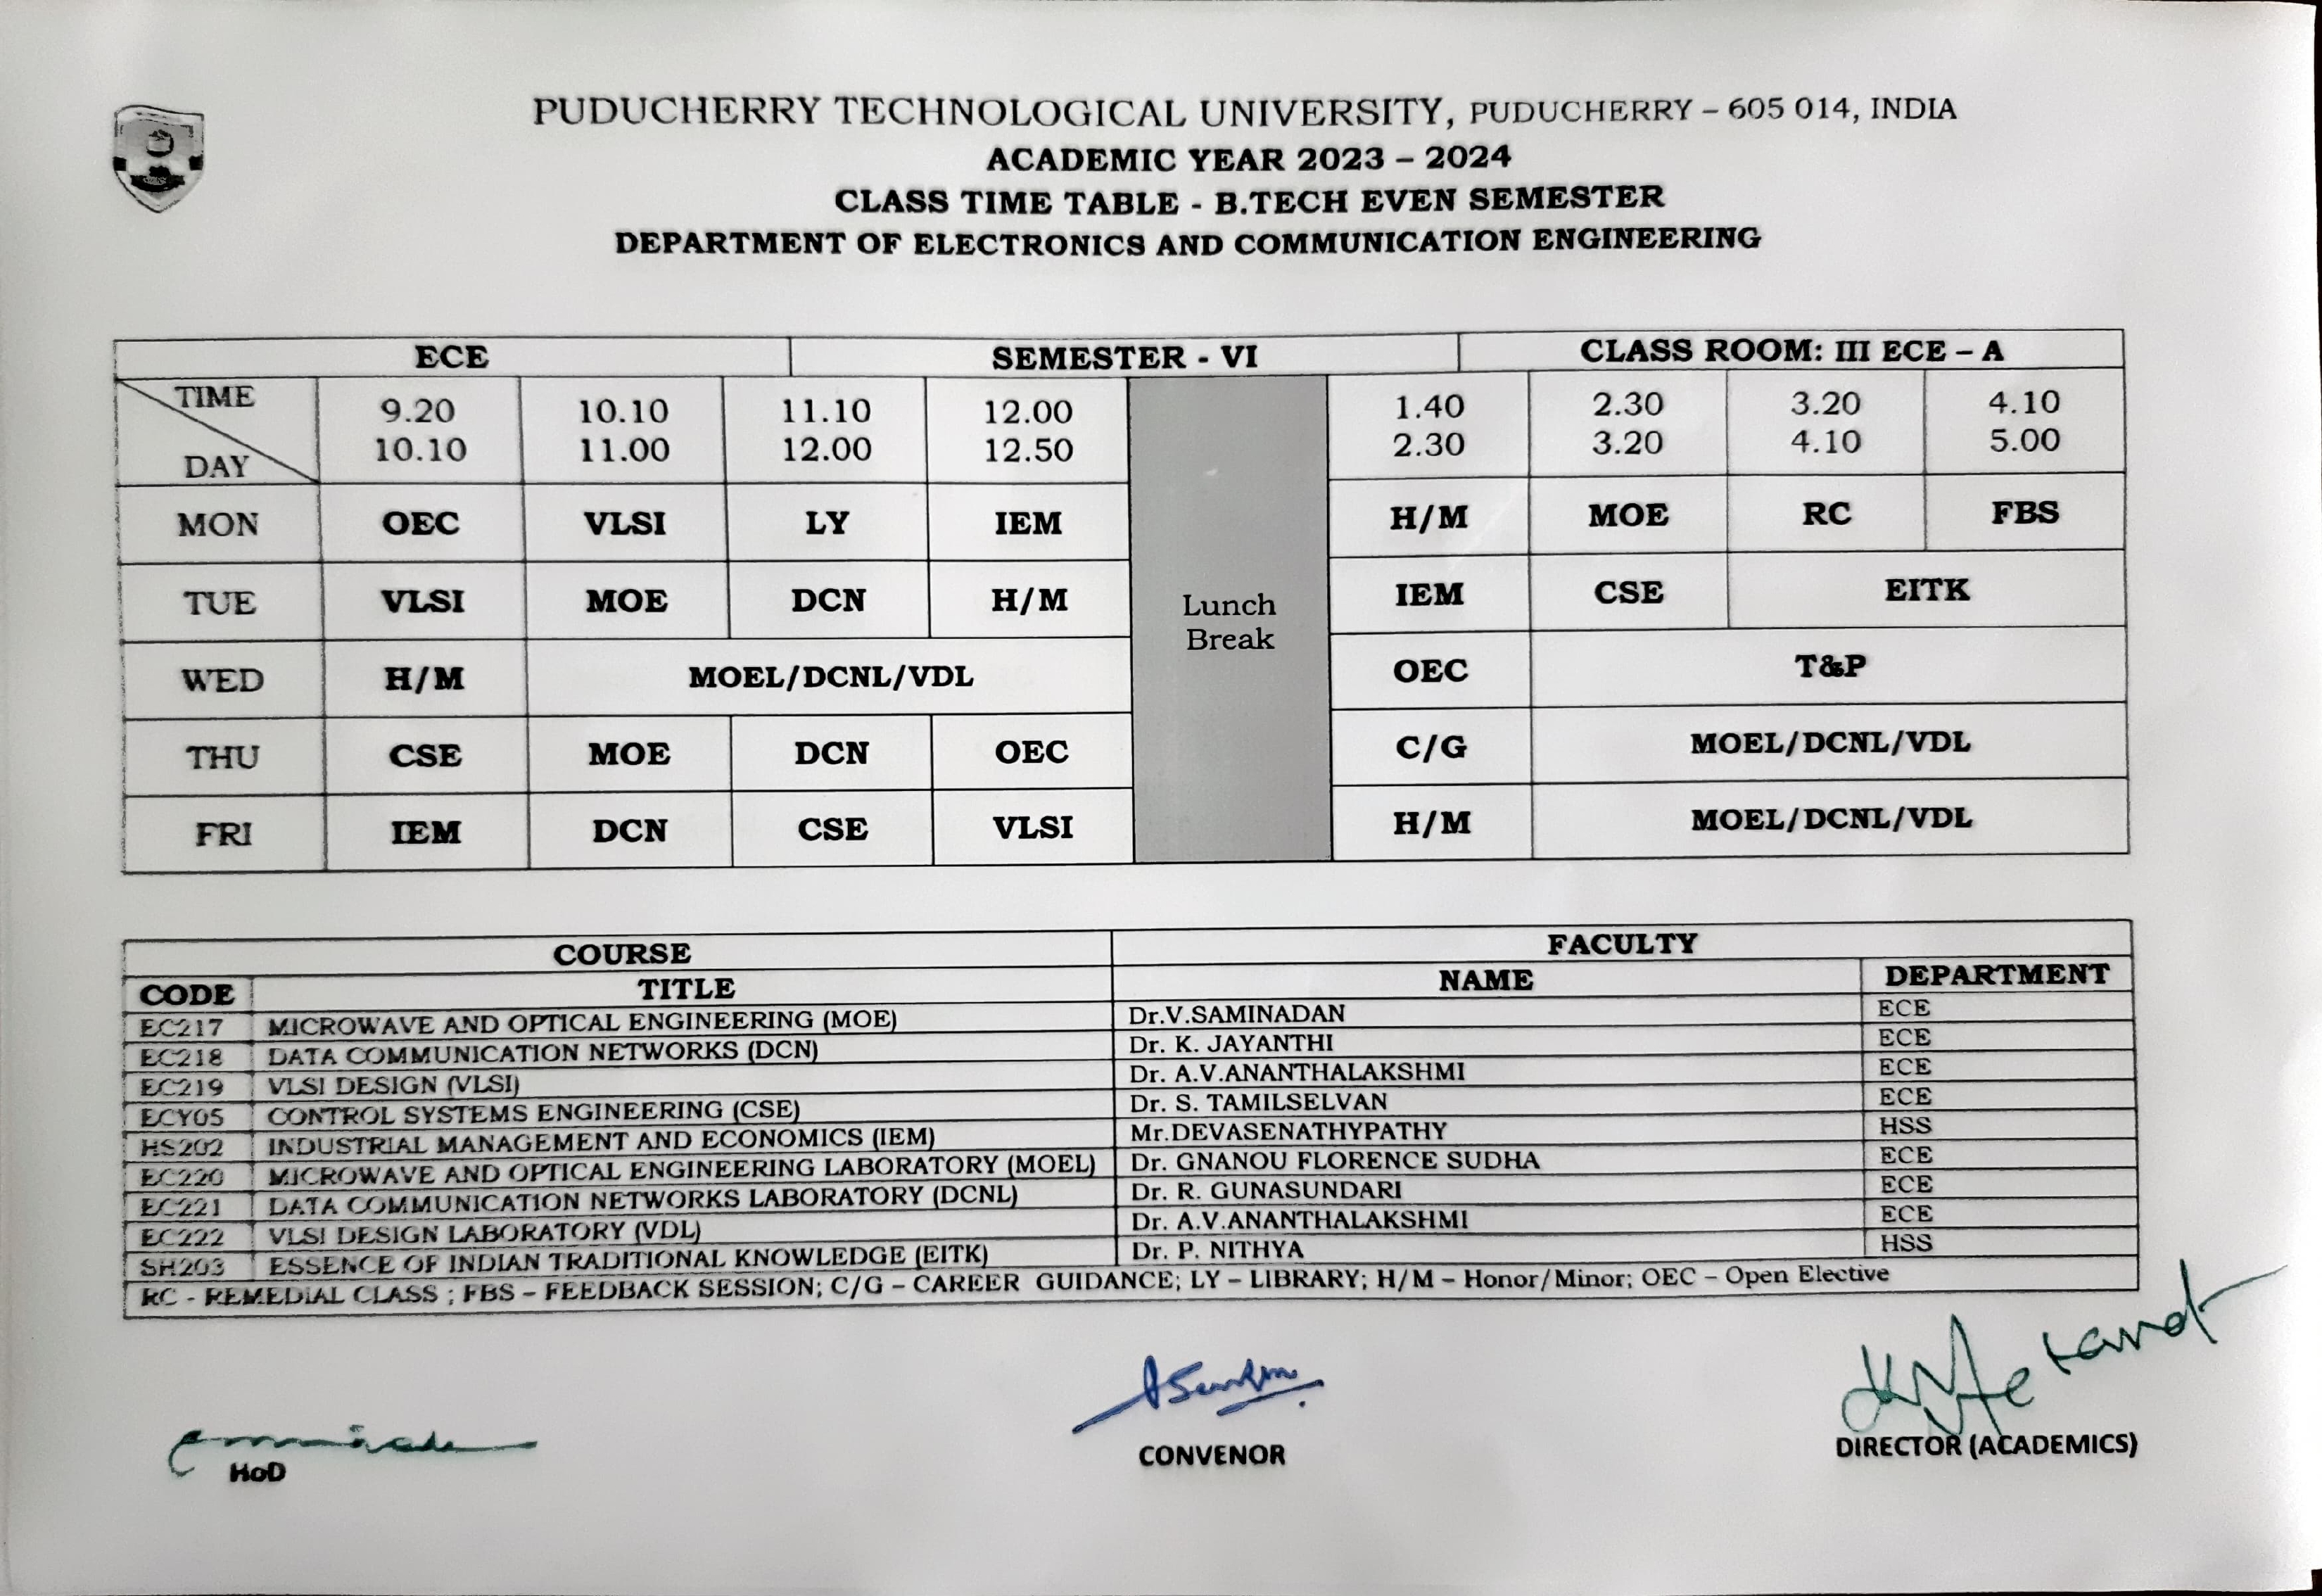 PUDUCHERRY TECHNOLOGICAL UNIVERSITY, PUDUCHERRY – 605 014, INDIA
ACADEMIC YEAR 2023 – 2024
CLASS TIME TABLE - B.TECH EVEN SEMESTER
DEPARTMENT OF ELECTRONICS AND COMMUNICATION ENGINEERING
ECE SEMESTER - VI CLASS ROOM: III ECE – A
TIME 9.20 10.10 11.10 12.00 1.40 2.30 3.20 4.10
DAY 10.10 11.00 12.00 12.50 2.30 3.20 4.10 5.00
MON OEC VLSI LY IEM H/M MOE RC FBS
TUE VLSI MOE DCN H/M IEM CSE EITK
Lunch
Break
WED H/M MOEL/DCNL/VDL OEC T&P
THU CSE MOE DCN OEC C/G MOEL/DCNL/VDL
FRI IEM DCN CSE VLSI H/M MOEL/DCNL/VDL
COURSE FACULTY
CODE TITLE NAME DEPARTMENT
EC217 MICROWAVE AND OPTICAL ENGINEERING (MOE) Dr.V.SAMINADAN ECE
EC218 DATA COMMUNICATION NETWORKS (DCN) Dr. K. JAYANTHI ECE
EC219 VLSI DESIGN (VLSI) Dr. A.V.ANANTHALAKSHMI ECE
ECY05 CONTROL SYSTEMS ENGINEERING (CSE) Dr. S. TAMILSELVAN ECE
HS202 INDUSTRIAL MANAGEMENT AND ECONOMICS (IEM) Mr.DEVASENATHYPATHY HSS
EC220 MICROWAVE AND OPTICAL ENGINEERING LABORATORY (MOEL) Dr. GNANOU FLORENCE SUDHA ECE
EC221 DATA COMMUNICATION NETWORKS LABORATORY (DCNL) Dr. R. GUNASUNDARI ECE
EC222 VLSI DESIGN LABORATORY (VDL) Dr. A.V.ANANTHALAKSHMI ECE
SH203 ESSENCE OF INDIAN TRADITIONAL KNOWLEDGE (EITK) Dr. P. NITHYA HSS
RC - REMEDIAL CLASS ; FBS – FEEDBACK SESSION; C/G – CAREER GUIDANCE; LY – LIBRARY; H/M – Honor/Minor; OEC – Open Elective
HoD
CONVENOR
DIRECTOR (ACADEMICS)